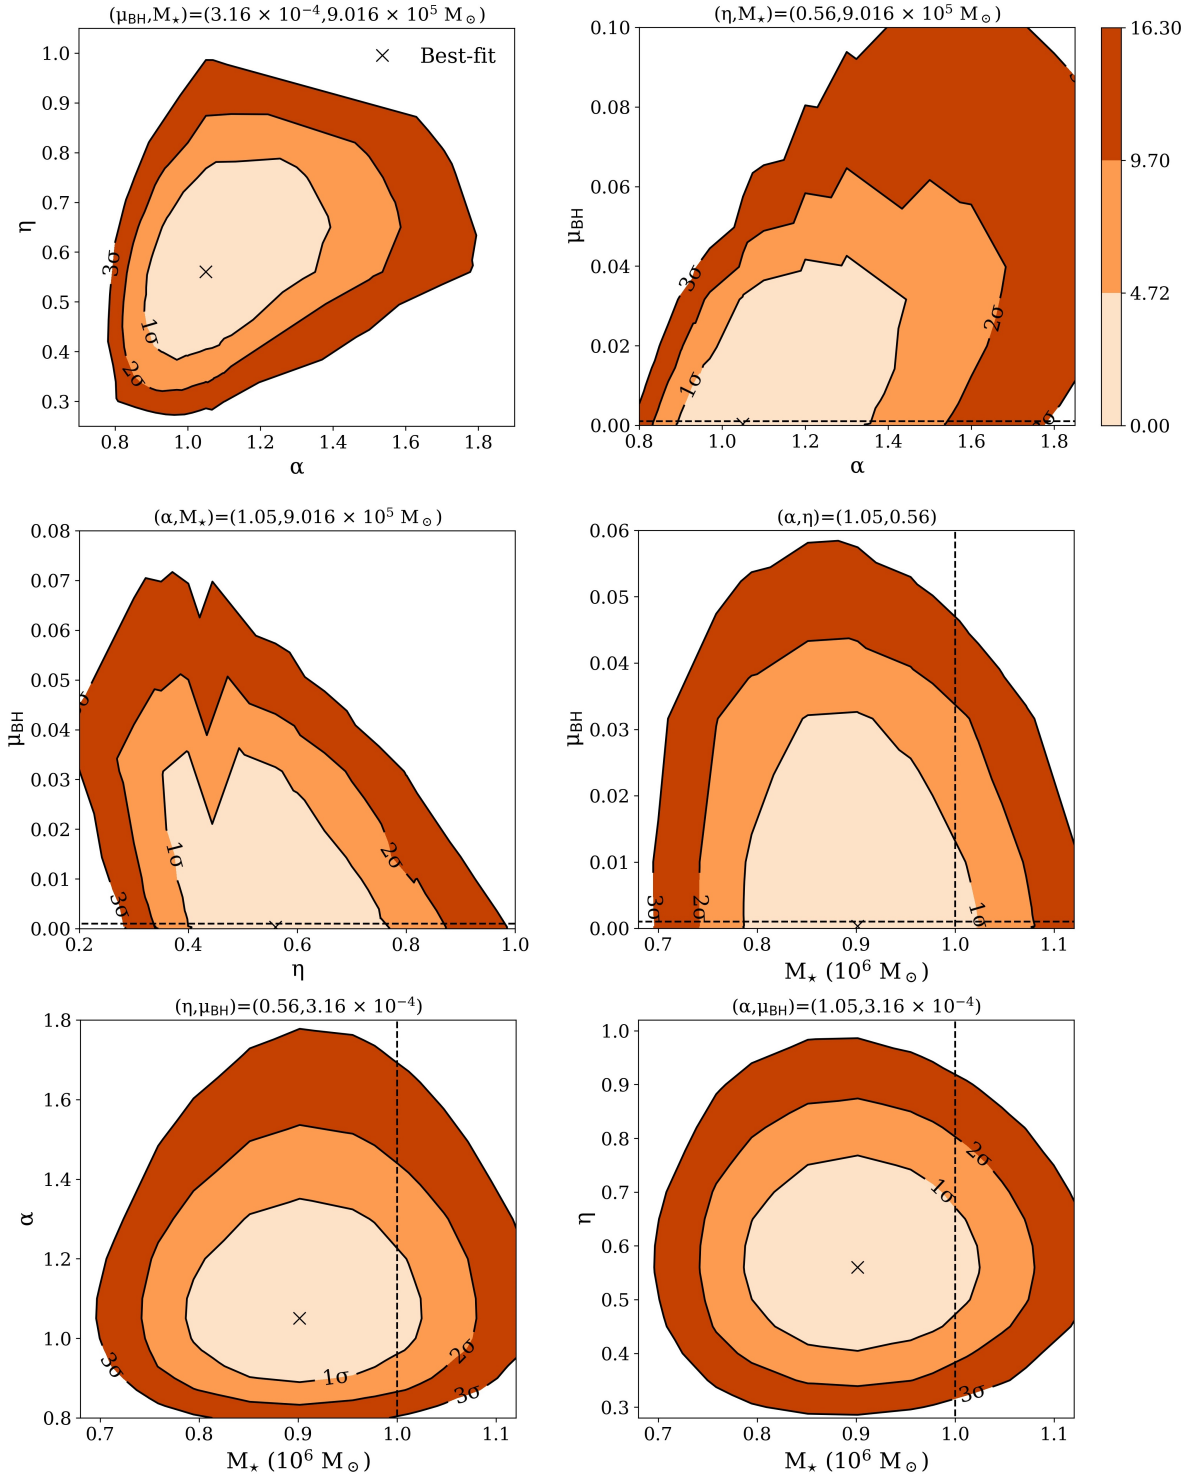 (μBH,M⋆)=(3.16 × 10⁻⁴,9.016 × 10⁵ M⊙)
× Best-fit
1.0
0.9
0.8
0.7
0.6
0.5
0.4
0.3
η
3σ
1σ
2σ
0.8 1.0 1.2 1.4 1.6 1.8
α
(η,M⋆)=(0.56,9.016 × 10⁵ M⊙)
0.10
0.08
0.06
0.04
0.02
0.00
μBH
3σ
2σ
1σ
0.8 1.0 1.2 1.4 1.6 1.8
α
16.30
9.70
4.72
0.00
(α,M⋆)=(1.05,9.016 × 10⁵ M⊙)
0.08
0.07
0.06
0.05
0.04
0.03
0.02
0.01
0.00
μBH
1σ
2σ
3σ
0.2 0.4 0.6 0.8 1.0
η
(α,η)=(1.05,0.56)
0.06
0.05
0.04
0.03
0.02
0.01
0.00
μBH
3σ
2σ
1σ
0.7 0.8 0.9 1.0 1.1
M⋆ (10⁶ M⊙)
(η,μBH)=(0.56,3.16 × 10⁻⁴)
1.8
1.6
1.4
1.2
1.0
0.8
α
3σ
1σ
2σ
3σ
0.7 0.8 0.9 1.0 1.1
M⋆ (10⁶ M⊙)
(α,μBH)=(1.05,3.16 × 10⁻⁴)
1.0
0.9
0.8
0.7
0.6
0.5
0.4
0.3
η
2σ
1σ
3σ
0.7 0.8 0.9 1.0 1.1
M⋆ (10⁶ M⊙)